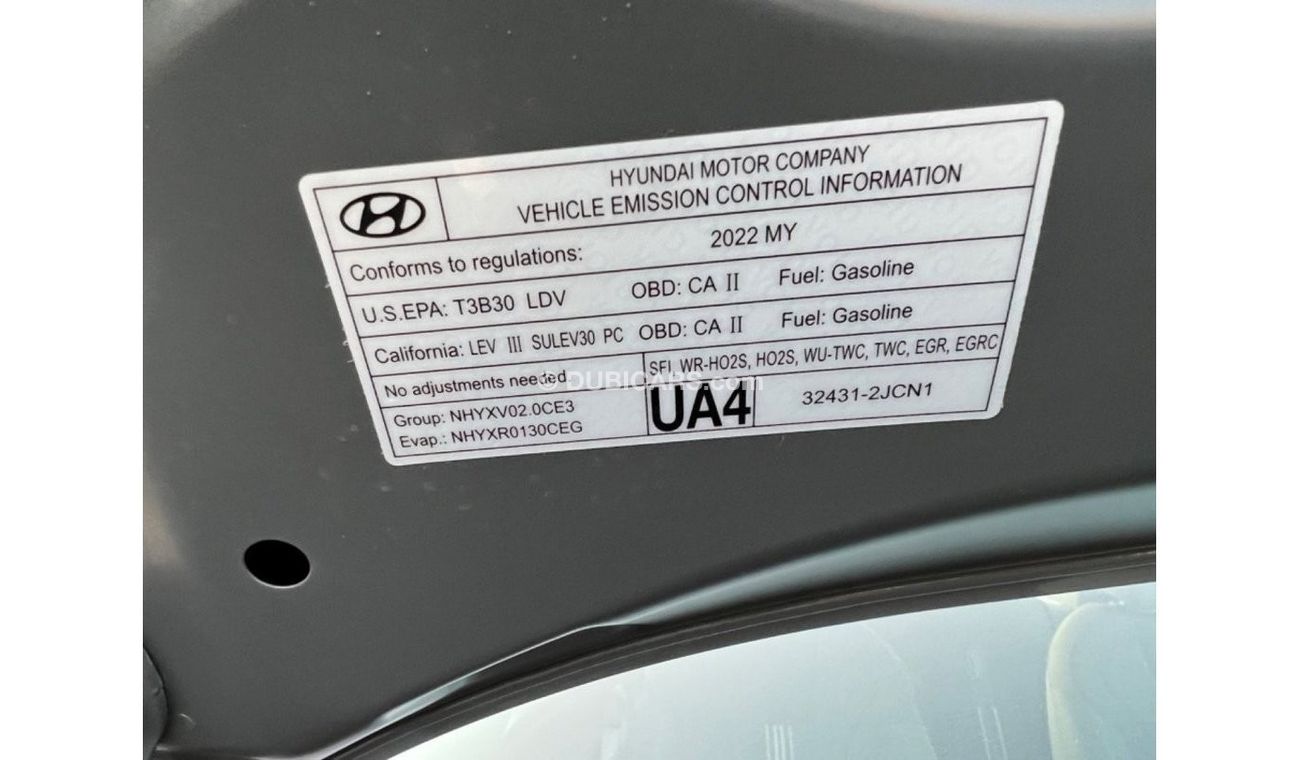 HYUNDAI MOTOR COMPANY
VEHICLE EMISSION CONTROL INFORMATION
Conforms to regulations: 2022 MY
U.S.EPA: T3B30 LDV OBD: CA II Fuel: Gasoline
California: LEV III SULEV30 PC OBD: CA II Fuel: Gasoline
No adjustments needed SFI, WR-HO2S, HO2S, WU-TWC, TWC, EGR, EGRC
© DUBICARS.com
Group: NHYXV02.0CE3 UA4 32431-2JCN1
Evap.: NHYXR0130CEG